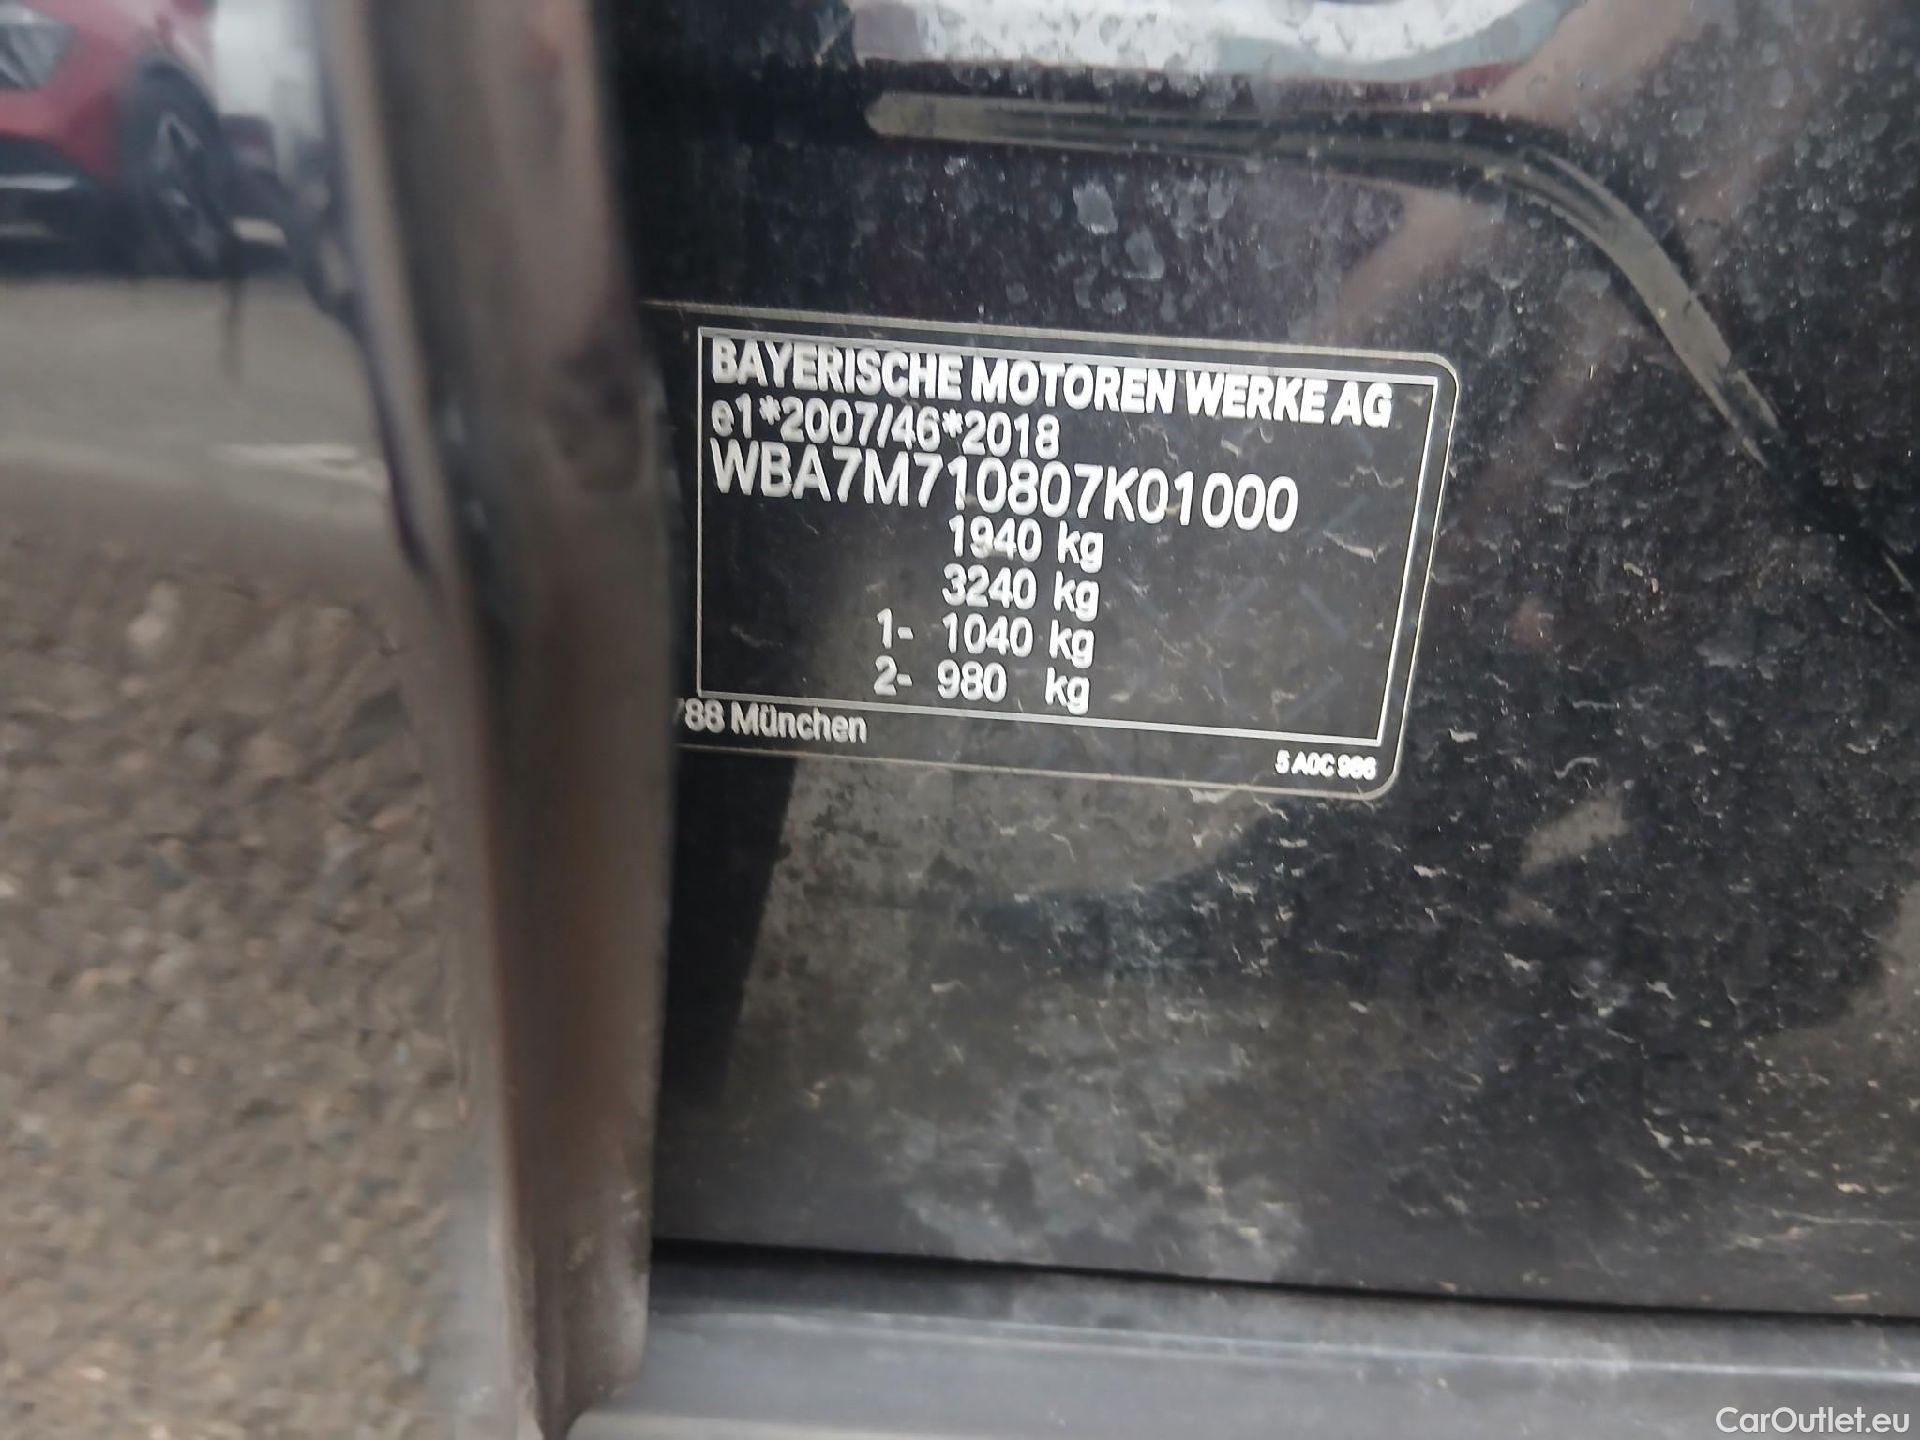 BAYERISCHE MOTOREN WERKE AG
e1*2007/46*2018
WBA7M710807K01000
1940 kg
3240 kg
1- 1040 kg
2- 980 kg
788 München
5 A0C 986
CarOutlet.eu